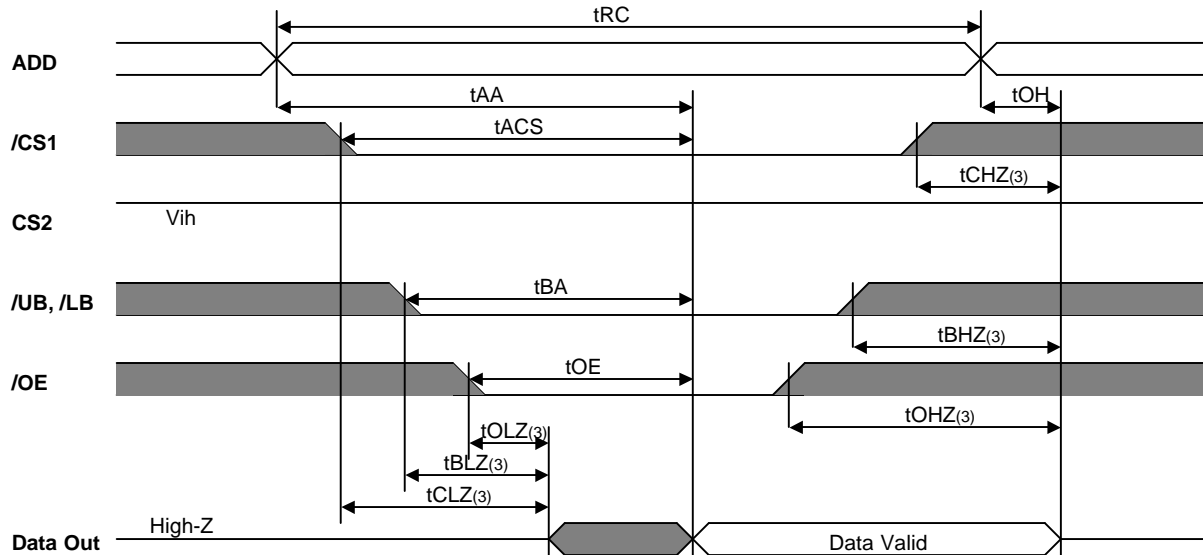 tRC
ADD
tAA
tOH
/CS1
tACS
tCHZ(3)
CS2
Vih
/UB, /LB
tBA
tBHZ(3)
/OE
tOE
tOHZ(3)
tOLZ(3)
tBLZ(3)
tCLZ(3)
Data Out
High-Z
Data Valid